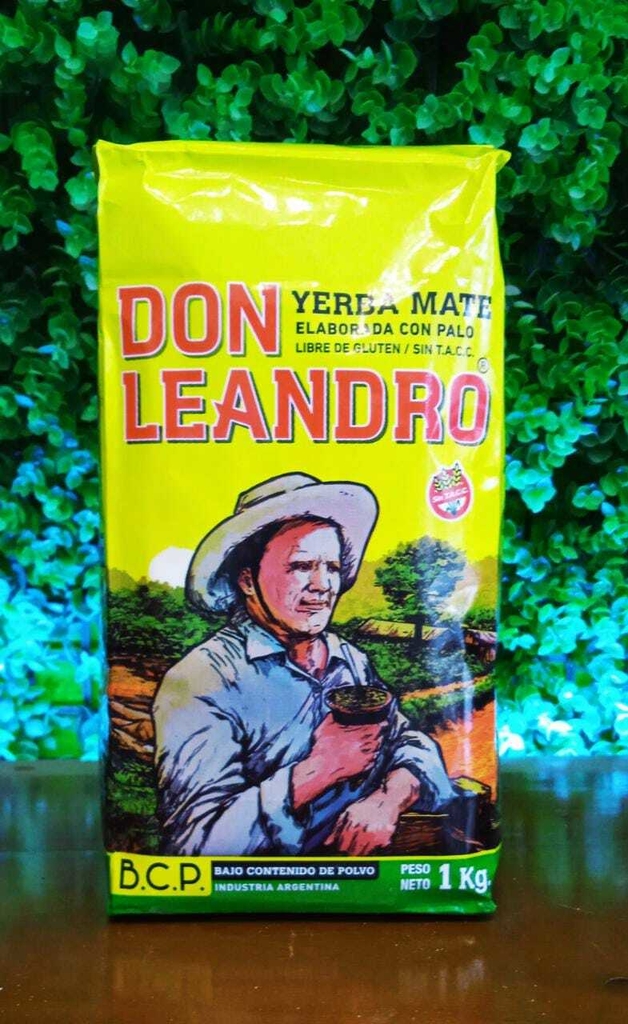 DON
LEANDRO®
YERBA MATE
ELABORADA CON PALO
LIBRE DE GLUTEN / SIN T.A.C.C.
Sin T.A.C.C.
B.C.P.
BAJO CONTENIDO DE POLVO
INDUSTRIA ARGENTINA
PESO
NETO 1 Kg.